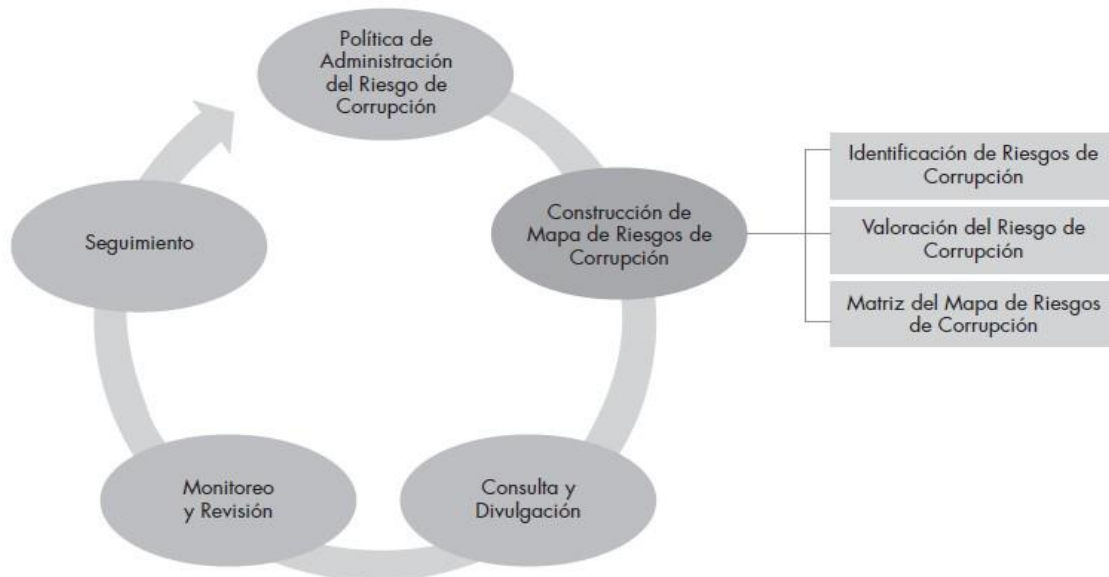 Política de
Administración
del Riesgo de
Corrupción
Construcción de
Mapa de Riesgos de
Corrupción
Identificación de Riesgos de
Corrupción
Valoración del Riesgo de
Corrupción
Matriz del Mapa de Riesgos
de Corrupción
Consulta y
Divulgación
Monitoreo
y Revisión
Seguimiento